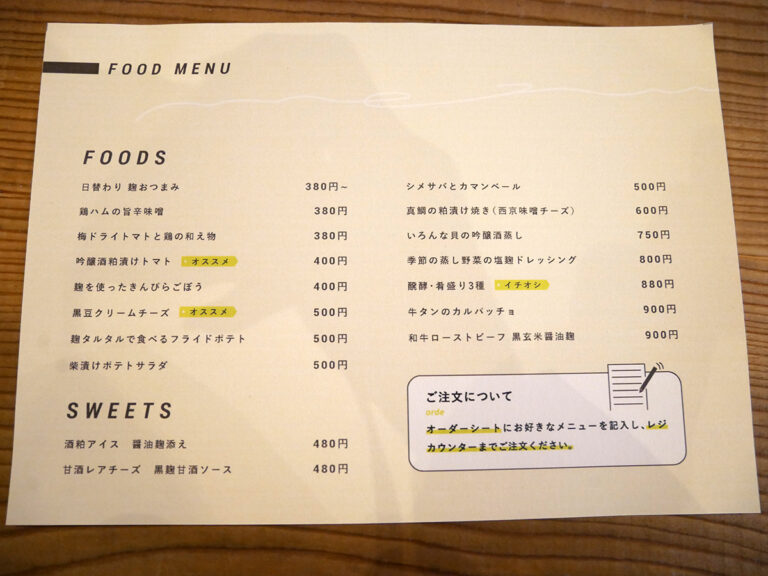 FOOD MENU
FOODS
日替わり 麹おつまみ 380円~
鶏ハムの旨辛味噌 380円
梅ドライトマトと鶏の和え物 380円
吟醸酒粕漬けトマト オススメ 400円
麹を使ったきんぴらごぼう 400円
黒豆クリームチーズ オススメ 500円
麹タルタルで食べるフライドポテト 500円
柴漬けポテトサラダ 500円
SWEETS
酒粕アイス 醤油麹添え 480円
甘酒レアチーズ 黒麹甘酒ソース 480円
シメサバとカマンベール 500円
真鯛の粕漬け焼き(西京味噌チーズ) 600円
いろんな貝の吟醸酒蒸し 750円
季節の蒸し野菜の塩麹ドレッシング 800円
醗酵・肴盛り3種 イチオシ 880円
牛タンのカルパッチョ 900円
和牛ローストビーフ 黒玄米醤油麹 900円
ご注文について
orde
オーダーシートにお好きなメニューを記入し、レジ
カウンターまでご注文ください。